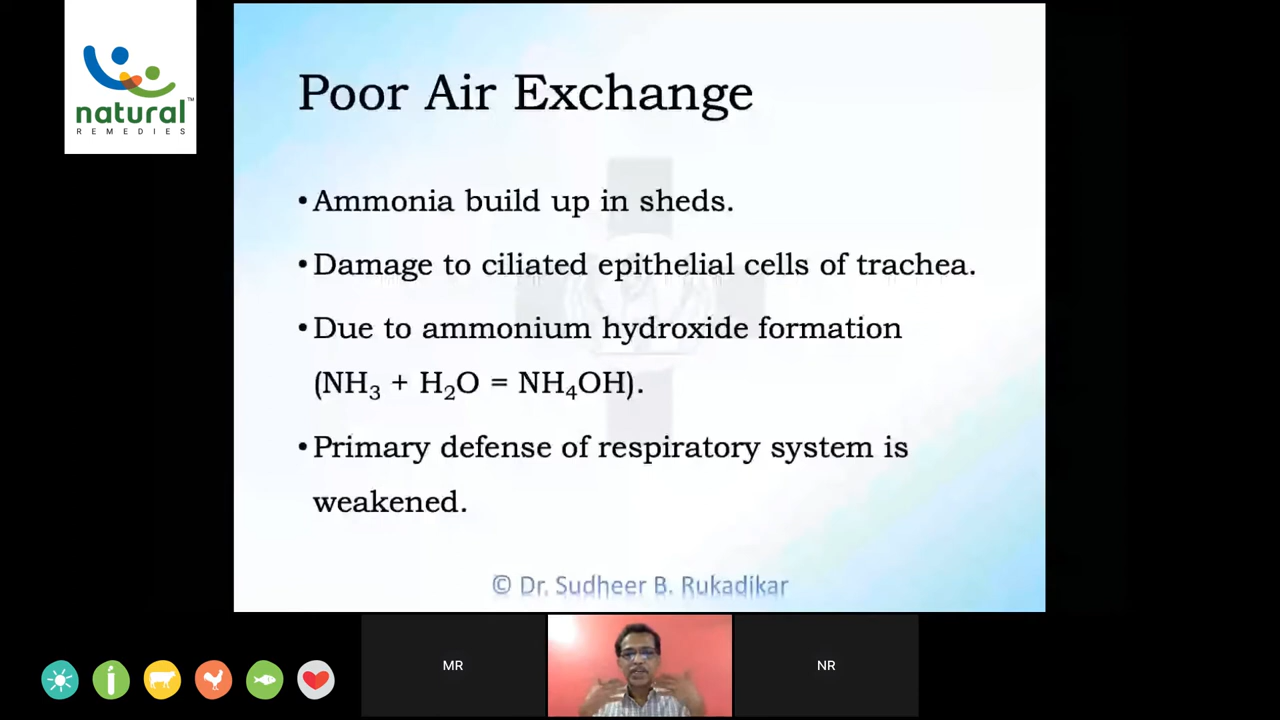 natural™
REMEDIES
Poor Air Exchange
• Ammonia build up in sheds.
• Damage to ciliated epithelial cells of trachea.
• Due to ammonium hydroxide formation
(NH₃ + H₂O = NH₄OH).
• Primary defense of respiratory system is
weakened.
© Dr. Sudheer B. Rukadikar
MR
NR